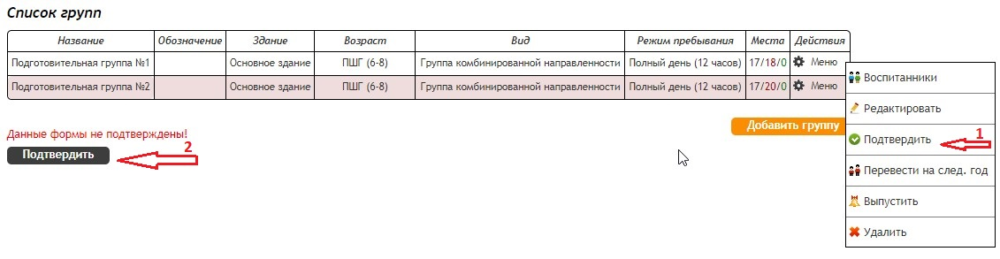 Список групп
Название Обозначение Здание Возраст Вид Режим пребывания Места Действия
Подготовительная группа №1 Основное здание ПШГ (6-8) Группа комбинированной направленности Полный день (12 часов) 17/18/0 Меню
Подготовительная группа №2 Основное здание ПШГ (6-8) Группа комбинированной направленности Полный день (12 часов) 17/20/0 Меню
Воспитанники
Редактировать
Подтвердить 1
Перевести на след. год
Выпустить
Удалить
Добавить группу
Данные формы не подтверждены!
Подтвердить 2